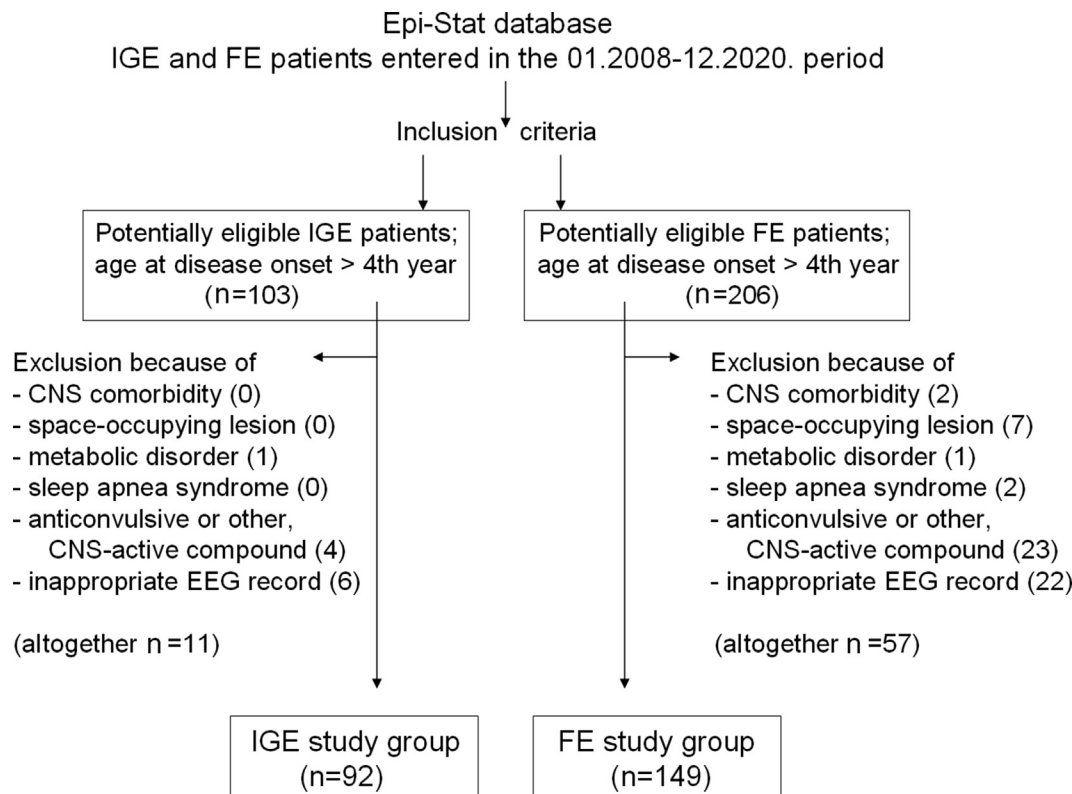 Epi-Stat database
IGE and FE patients entered in the 01.2008-12.2020. period
Inclusion criteria
Potentially eligible IGE patients;
age at disease onset > 4th year
(n=103)
Potentially eligible FE patients;
age at disease onset > 4th year
(n=206)
Exclusion because of
- CNS comorbidity (0)
- space-occupying lesion (0)
- metabolic disorder (1)
- sleep apnea syndrome (0)
- anticonvulsive or other,
CNS-active compound (4)
- inappropriate EEG record (6)
(altogether n=11)
Exclusion because of
- CNS comorbidity (2)
- space-occupying lesion (7)
- metabolic disorder (1)
- sleep apnea syndrome (2)
- anticonvulsive or other,
CNS-active compound (23)
- inappropriate EEG record (22)
(altogether n=57)
IGE study group
(n=92)
FE study group
(n=149)